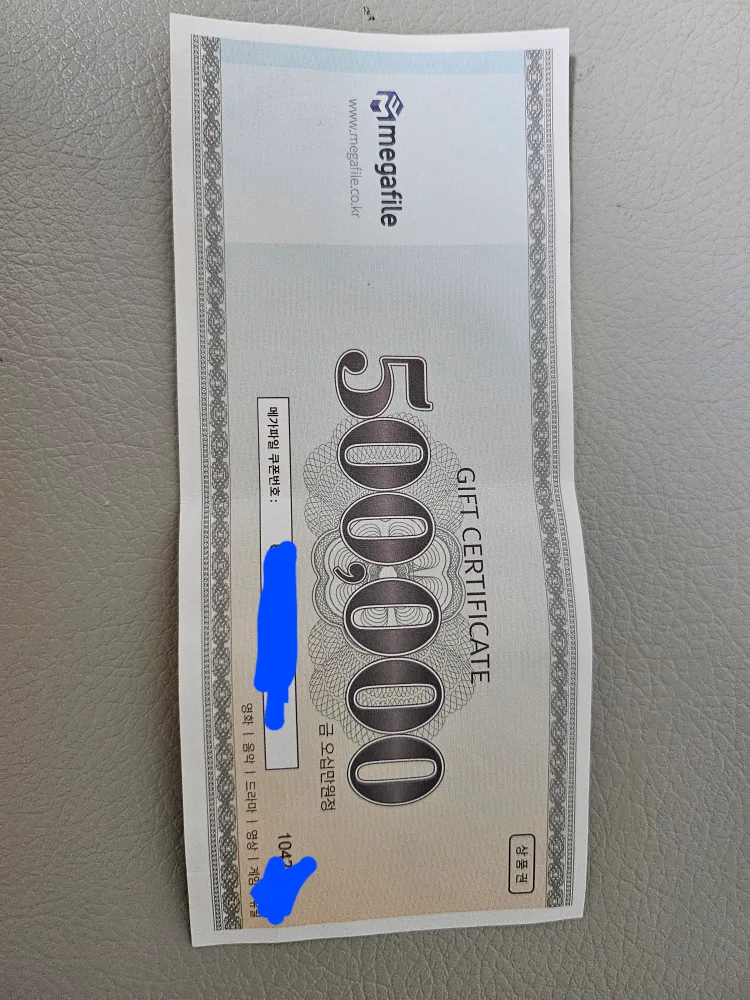 megafile
www.megafile.co.kr
상품권
GIFT CERTIFICATE
500,000
금 오십만원정
메가파일 쿠폰번호 :
1042
영화 | 음악 | 드라마 | 영상 | 게임